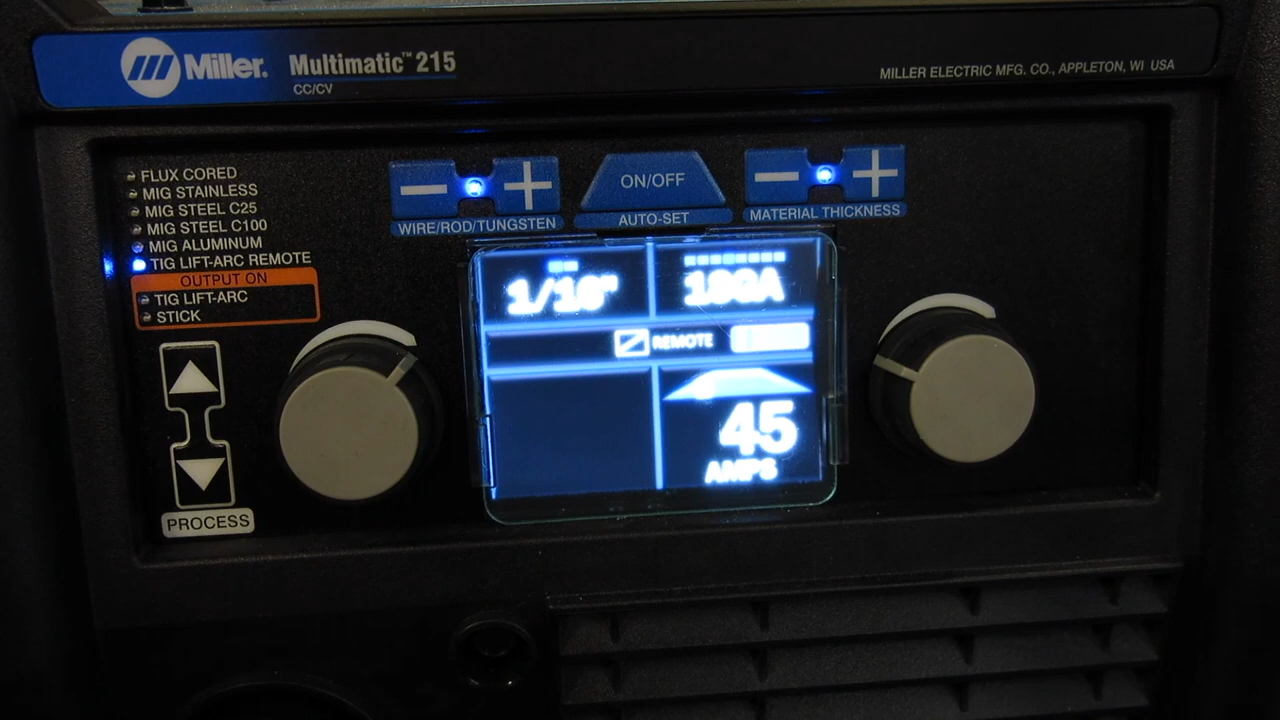 Miller. Multimatic™ 215
CC/CV
MILLER ELECTRIC MFG. CO., APPLETON, WI USA
FLUX CORED
MIG STAINLESS
MIG STEEL C25
MIG STEEL C100
MIG ALUMINUM
TIG LIFT-ARC REMOTE
OUTPUT ON
TIG LIFT-ARC
STICK
PROCESS
WIRE/ROD/TUNGSTEN
ON/OFF
AUTO-SET
MATERIAL THICKNESS
1/16"
18GA
REMOTE
45
AMPS